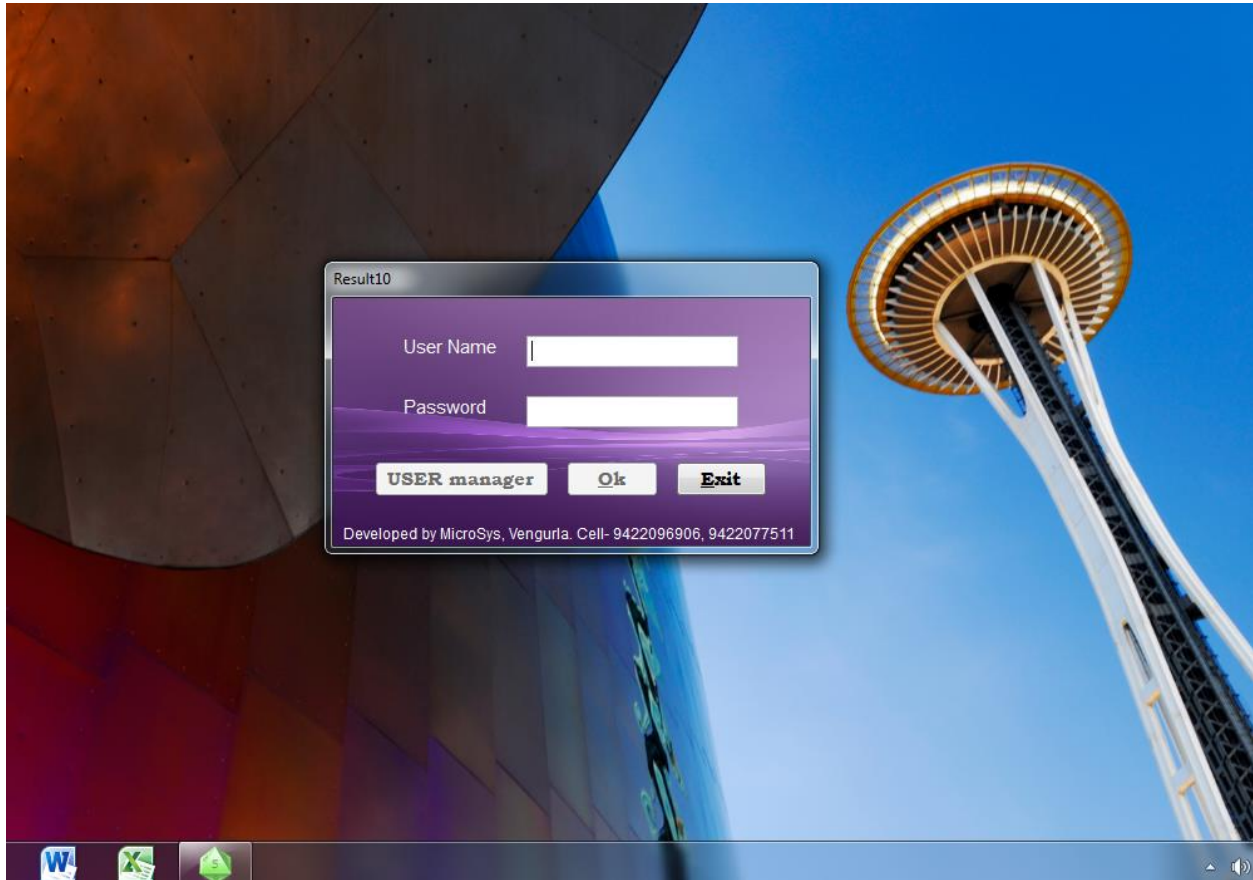 Result10
User Name
Password
USER manager Ok Exit
Developed by MicroSys, Vengurla. Cell- 9422096906, 9422077511
W X S